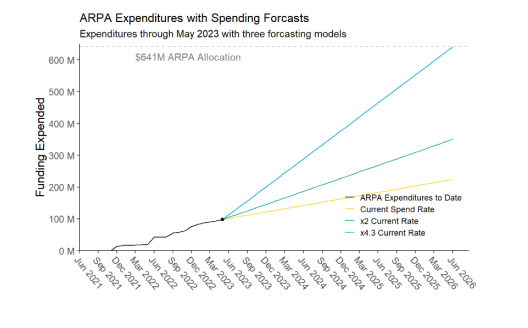 ARPA Expenditures with Spending Forcasts
Expenditures through May 2023 with three forcasting models
$641M ARPA Allocation
Funding Expended
600 M
500 M
400 M
300 M
200 M
100 M
0 M
ARPA Expenditures to Date
Current Spend Rate
x2 Current Rate
x4.3 Current Rate
Jun 2021
Sep 2021
Dec 2021
Mar 2022
Jun 2022
Sep 2022
Dec 2022
Mar 2023
Jun 2023
Sep 2023
Dec 2023
Mar 2024
Jun 2024
Sep 2024
Dec 2024
Mar 2025
Jun 2025
Sep 2025
Dec 2025
Mar 2026
Jun 2026